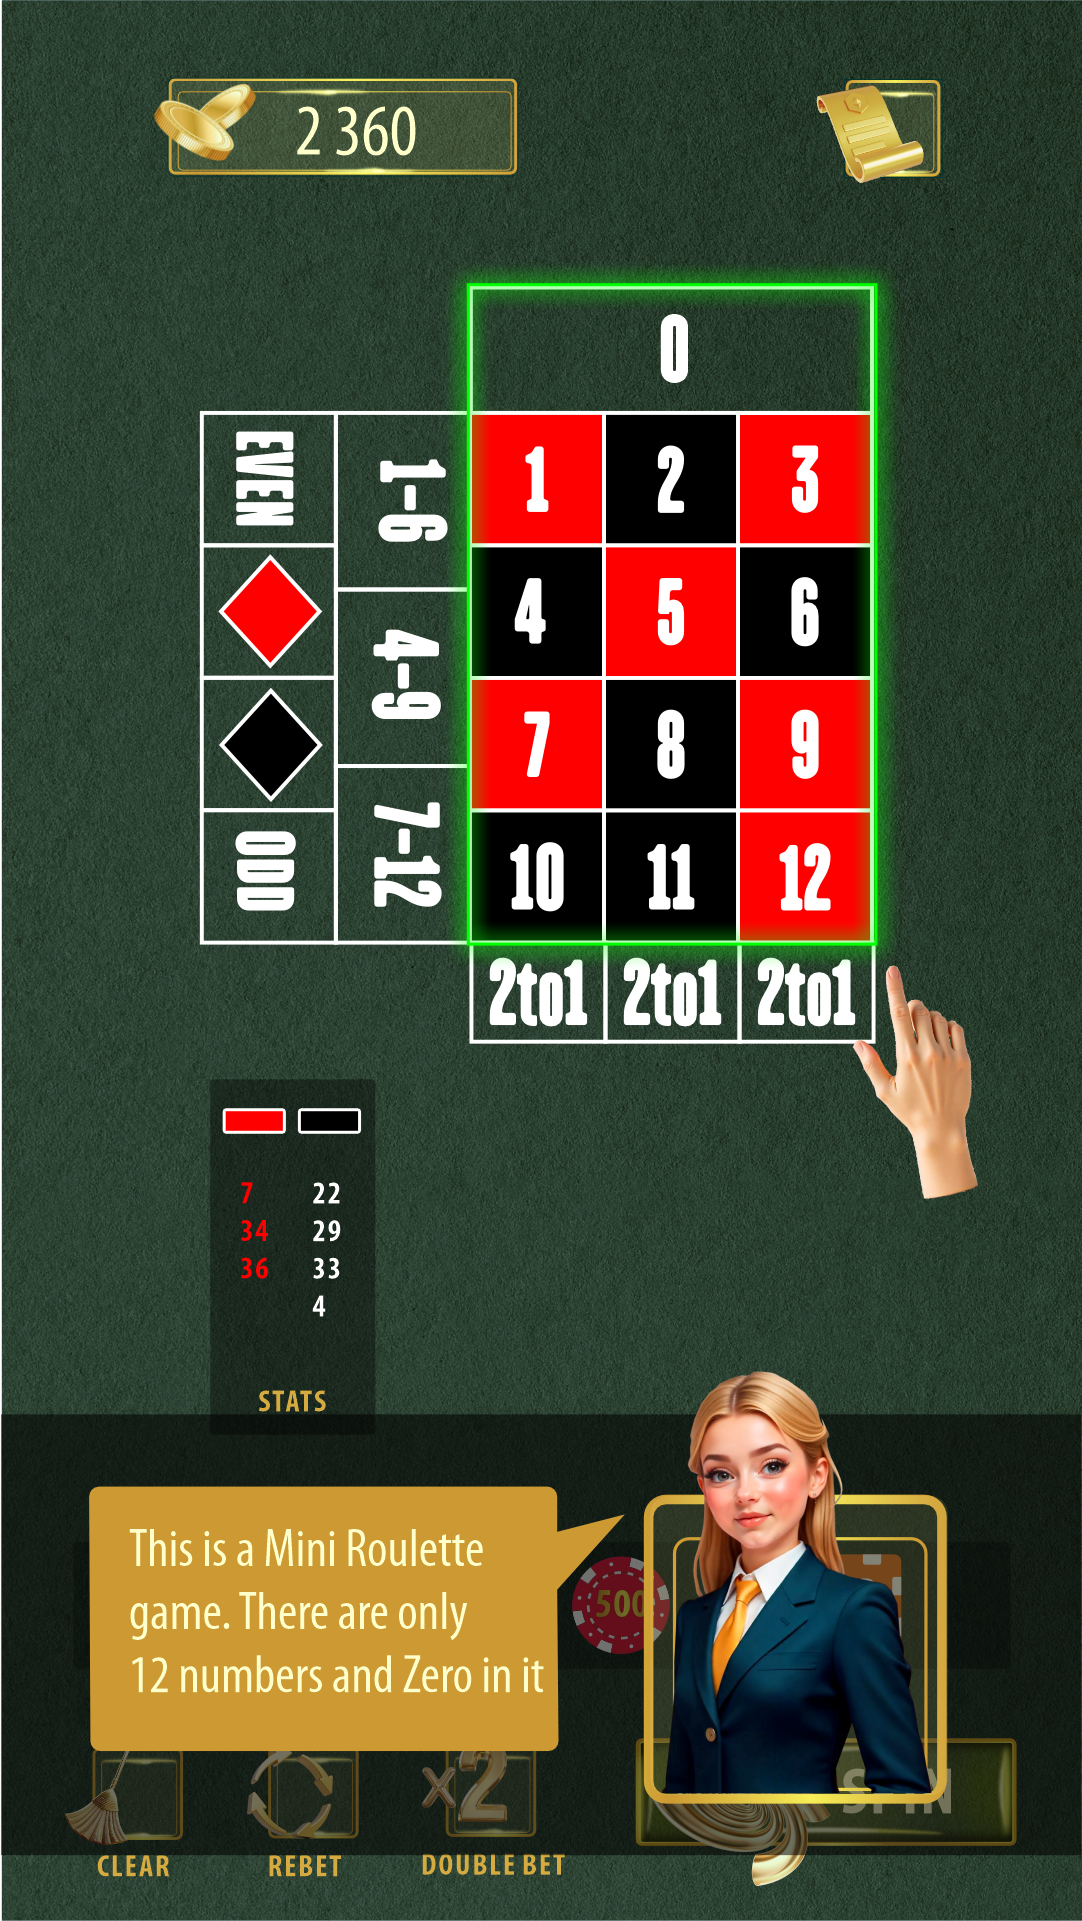 2 360
0
EVEN
1-6
1
2
3
4
5
6
4-9
7
8
9
ODD
7-12
10
11
12
2to1
2to1
2to1
7
22
34
29
36
33
4
STATS
This is a Mini Roulette
game. There are only
12 numbers and Zero in it
500
x2
SPIN
CLEAR
REBET
DOUBLE BET